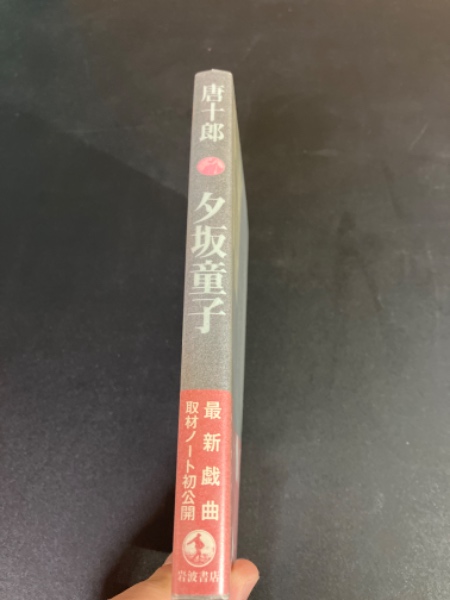 唐十郎
夕坂童子
最新戯曲
取材ノート初公開
岩波書店